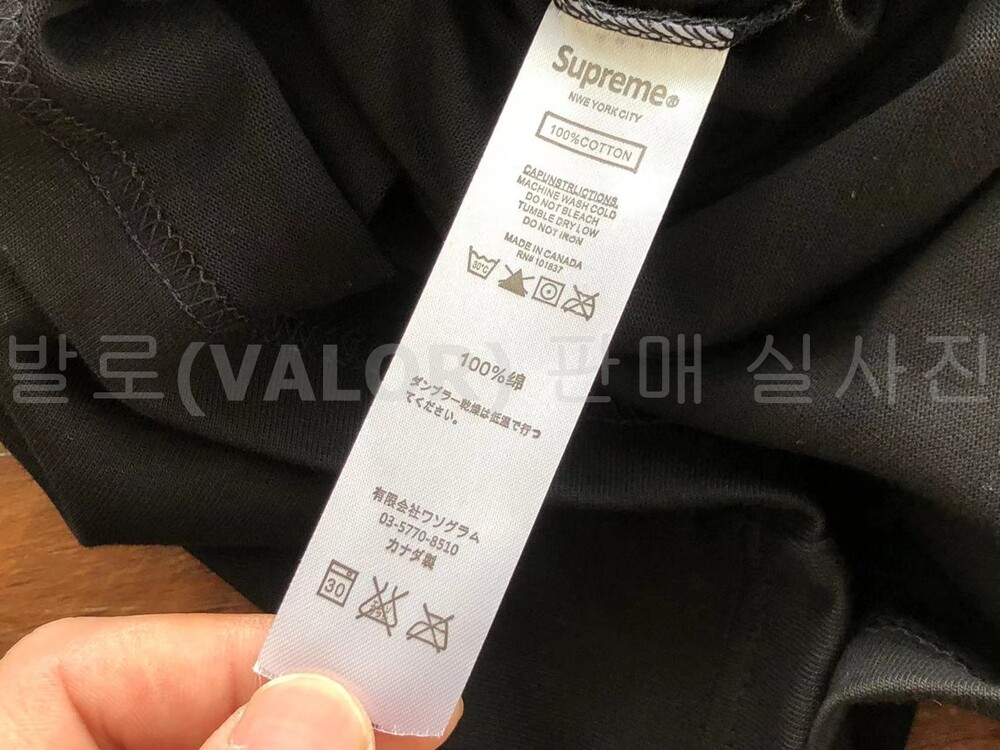 Supreme®
NWE YORK CITY
100%COTTON
CAPUNSTRLICTIONS.
MACHINE WASH COLD
DO NOT BLEACH
TUMBLE DRY LOW
DO NOT IRON
MADE IN CANADA
RN# 101837
30°C
발로(VALOR) 판매 실사진
100%綿
ダンブラー乾燥は低温で行っ
てください。
有限会社ワソグラム
03-5770-8510
カナダ製
30